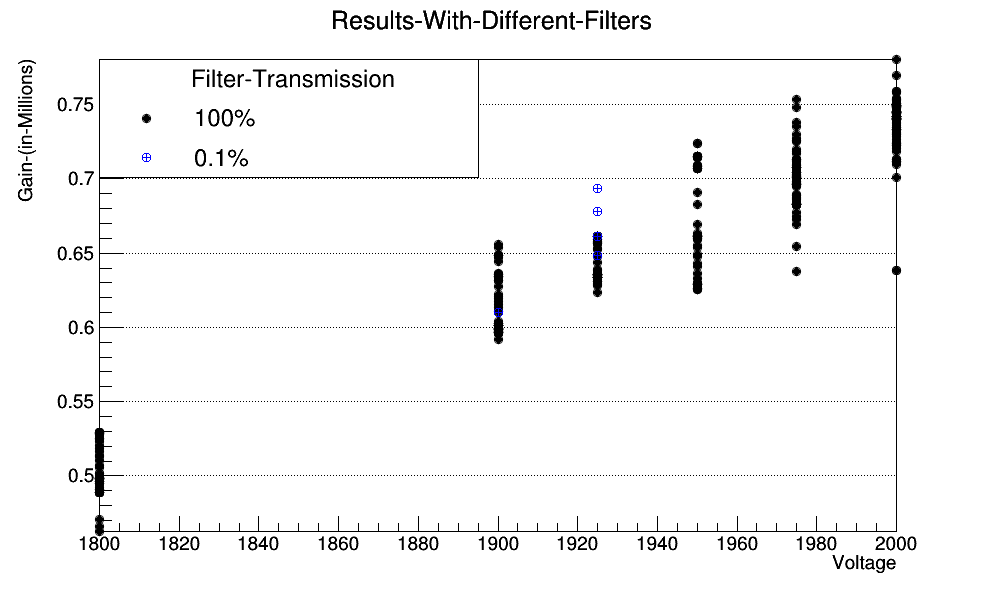 Results-With-Different-Filters
Gain-(in-Millions)
Filter-Transmission
100%
0.1%
0.75
0.7
0.65
0.6
0.55
0.5
1800 1820 1840 1860 1880 1900 1920 1940 1960 1980 2000
Voltage